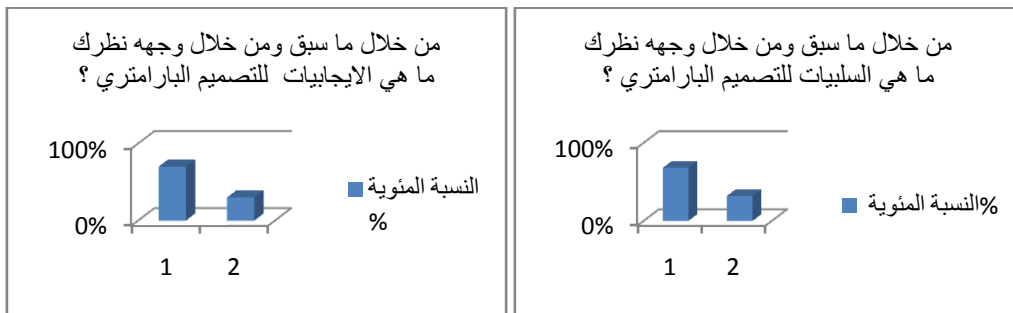 من خلال ما سبق ومن خلال وجهه نظرك
ما هي الايجابيات للتصميم البارامتري ؟
100%
0%
1 2
النسبة المئوية
%
من خلال ما سبق ومن خلال وجهه نظرك
ما هي السلبيات للتصميم البارامتري ؟
100%
0%
1 2
النسبة المئوية%